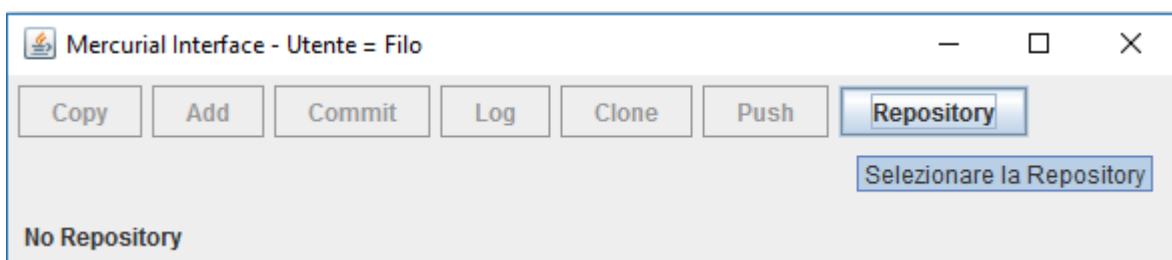 Mercurial Interface - Utente = Filo
Copy Add Commit Log Clone Push Repository
Selezionare la Repository
No Repository